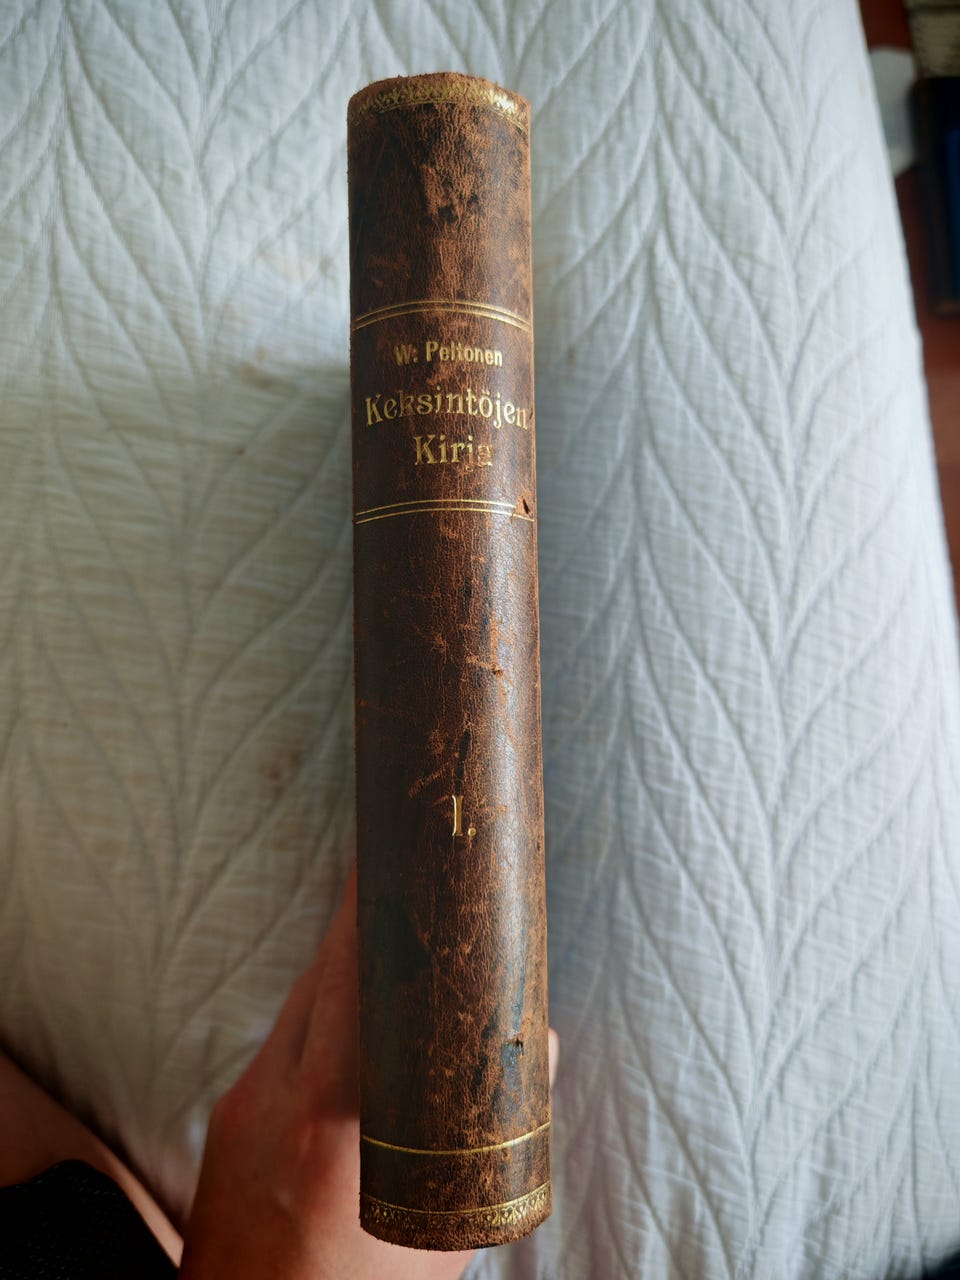 W: Peltonen
Keksintöjen
Kirja
I.